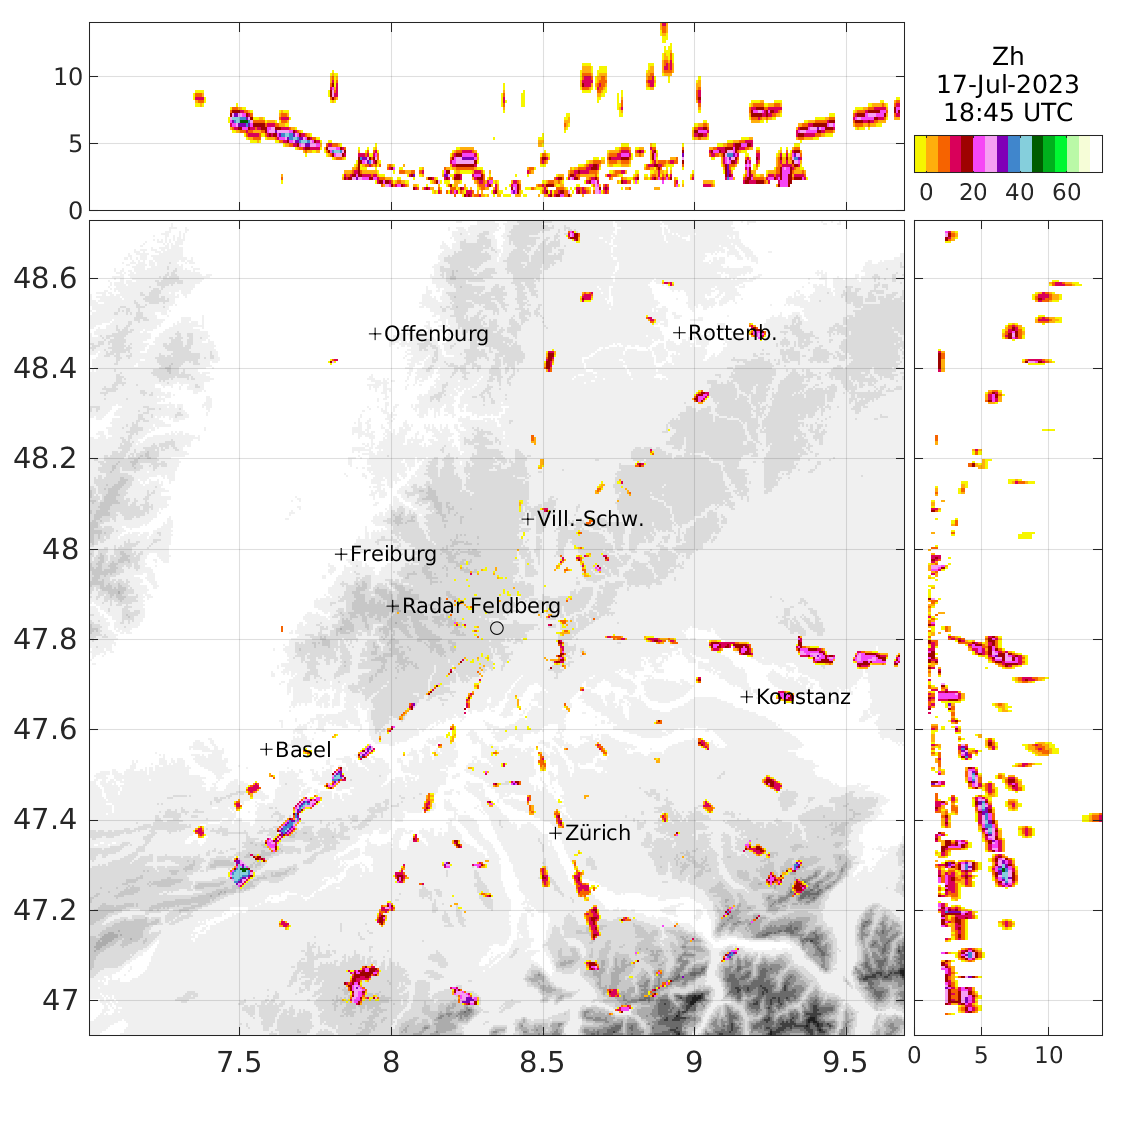 Zh
17-Jul-2023
18:45 UTC
10
5
0
0 20 40 60
48.6
48.4
48.2
48
47.8
47.6
47.4
47.2
47
+Offenburg
+Rottenb.
+Vill.-Schw.
+Freiburg
+Radar Feldberg
+Konstanz
+Basel
+Zürich
7.5 8 8.5 9 9.5
0 5 10